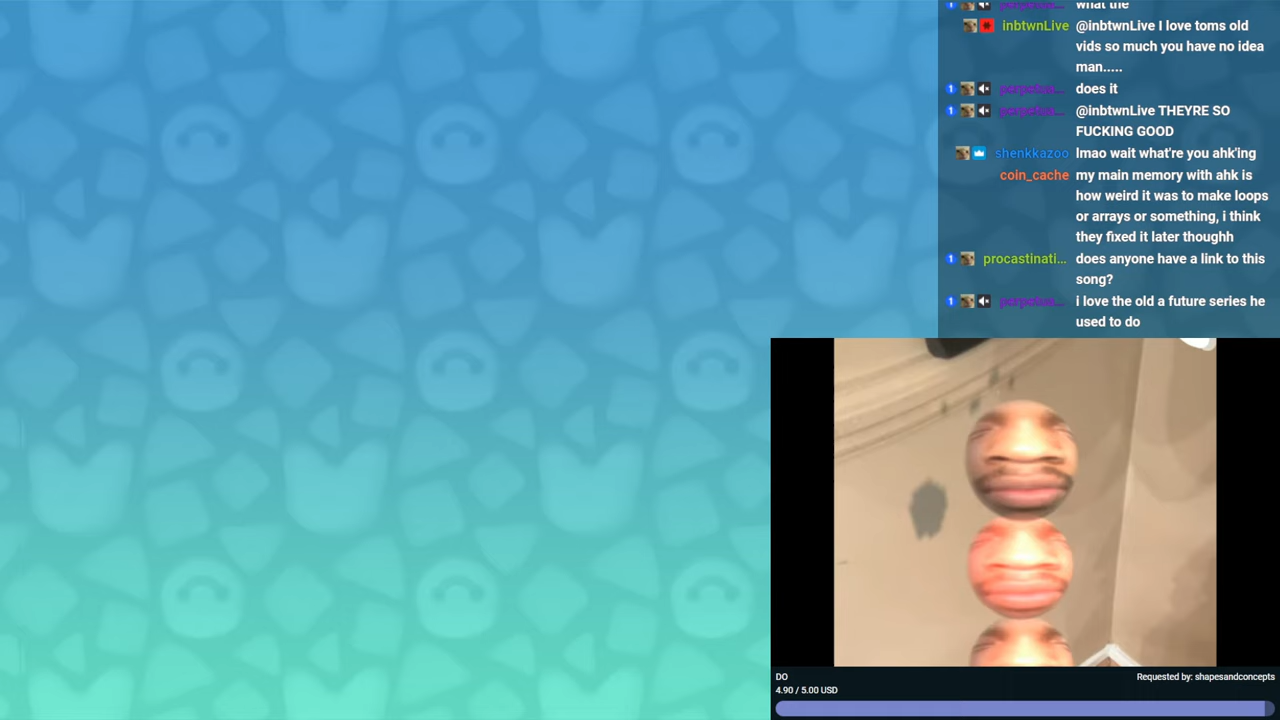 what the
inbtwnLive @inbtwnLive I love toms old
vids so much you have no idea
man.....
does it
@inbtwnLive THEYRE SO
FUCKING GOOD
shenkkazoo lmao wait what're you ahk'ing
coin_cache my main memory with ahk is
how weird it was to make loops
or arrays or something, i think
they fixed it later thoughh
procastinati... does anyone have a link to this
song?
i love the old a future series he
used to do
DO
Requested by: shapesandconcepts
4.90 / 5.00 USD